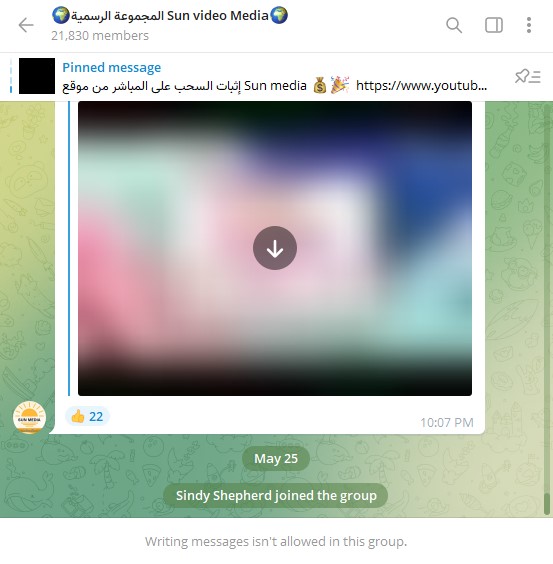 🌍المجموعة الرسمية Sun video Media🌍
21,830 members
Pinned message
إثبات السحب على المباشر من موقع Sun media 💰🎉 https://www.youtub...
SUN MEDIA
👍 22
10:07 PM
May 25
Sindy Shepherd joined the group
Writing messages isn't allowed in this group.